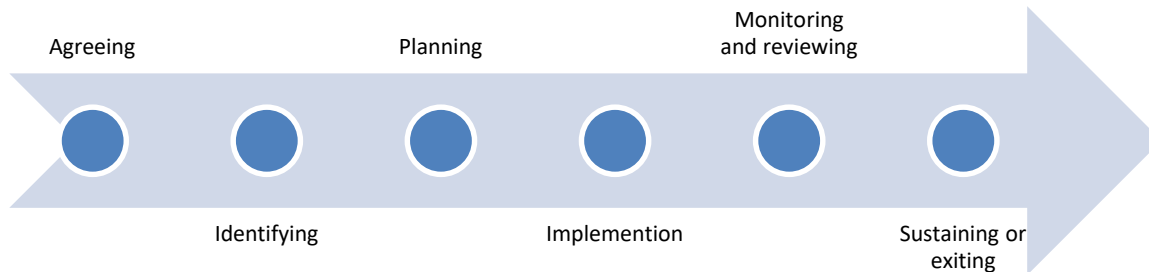 Agreeing
Identifying
Planning
Implemention
Monitoring
and reviewing
Sustaining or
exiting